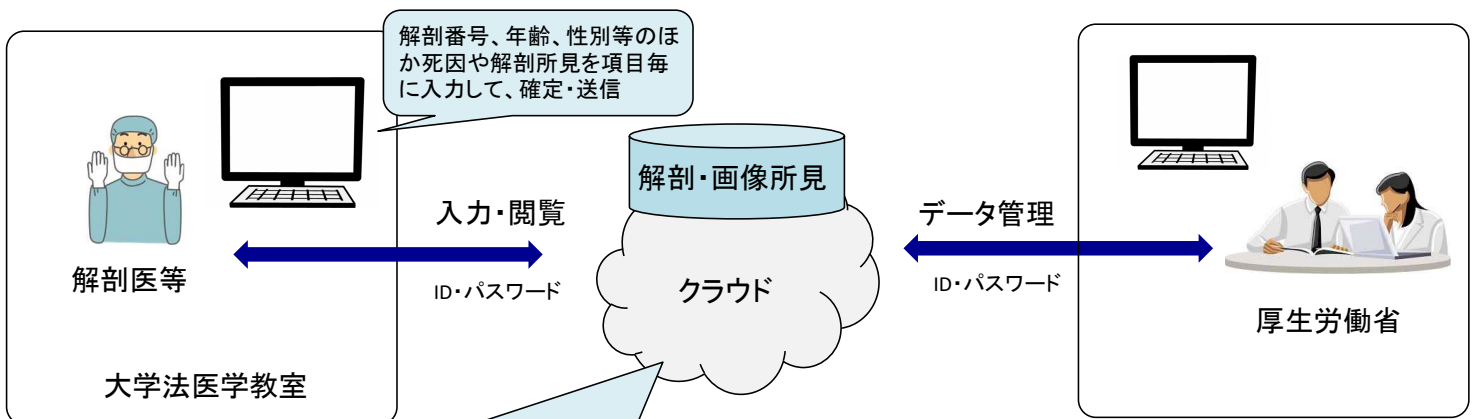 解剖番号、年齢、性別等のほ
か死因や解剖所見を項目毎
に入力して、確定・送信
解剖・画像所見
入力・閲覧
データ管理
解剖医等
ID・パスワード
クラウド
ID・パスワード
厚生労働省
大学法医学教室